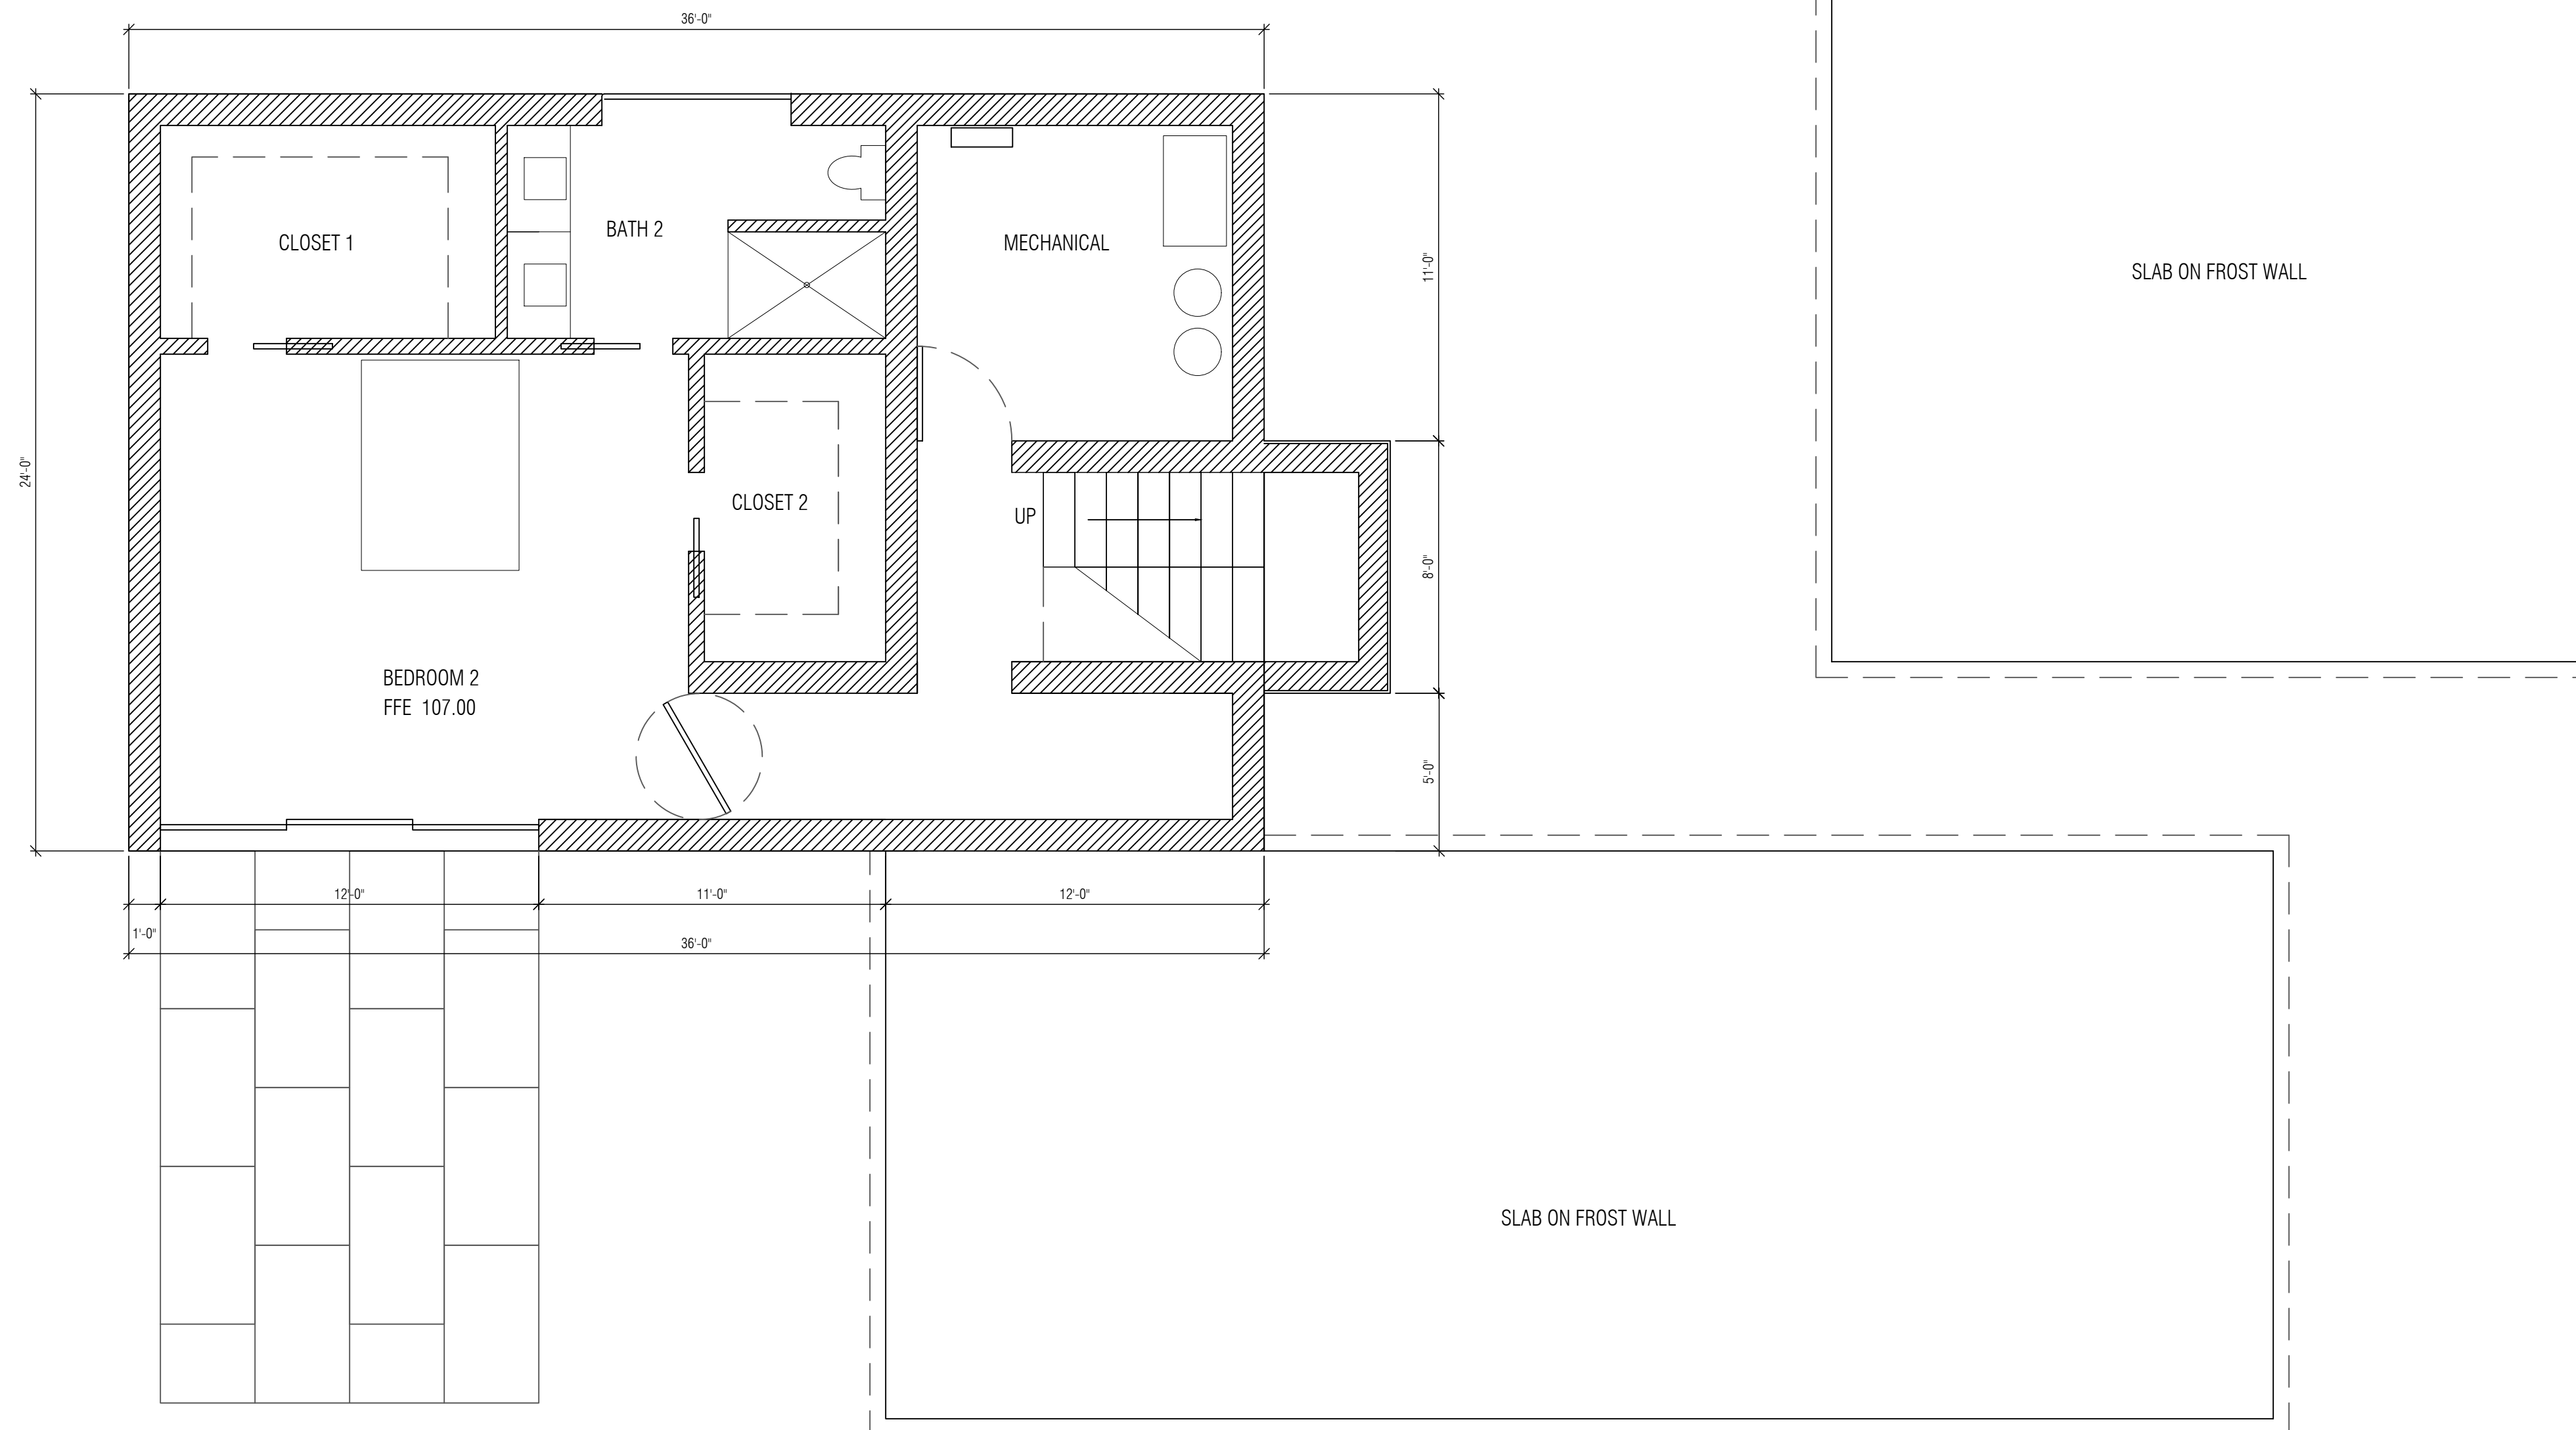 36'-0"
CLOSET 1
BATH 2
MECHANICAL
11'-0"
SLAB ON FROST WALL
24'-0"
CLOSET 2
UP
8'-0"
BEDROOM 2
FFE 107.00
5'-0"
12'-0"
11'-0"
12'-0"
1'-0"
36'-0"
SLAB ON FROST WALL